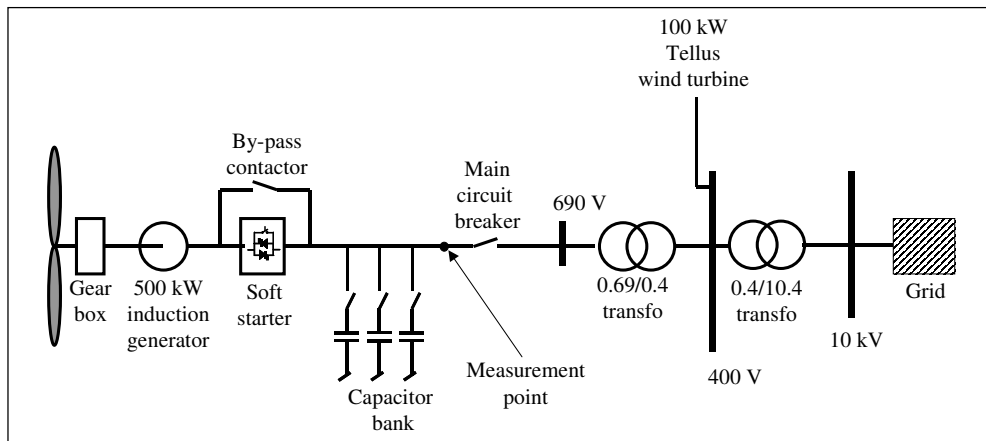 100 kW
Tellus
wind turbine
By-pass
contactor
Main
circuit
breaker
690 V
Gear
box
500 kW
induction
generator
Soft
starter
0.69/0.4
transfo
0.4/10.4
transfo
Grid
10 kV
400 V
Measurement
point
Capacitor
bank